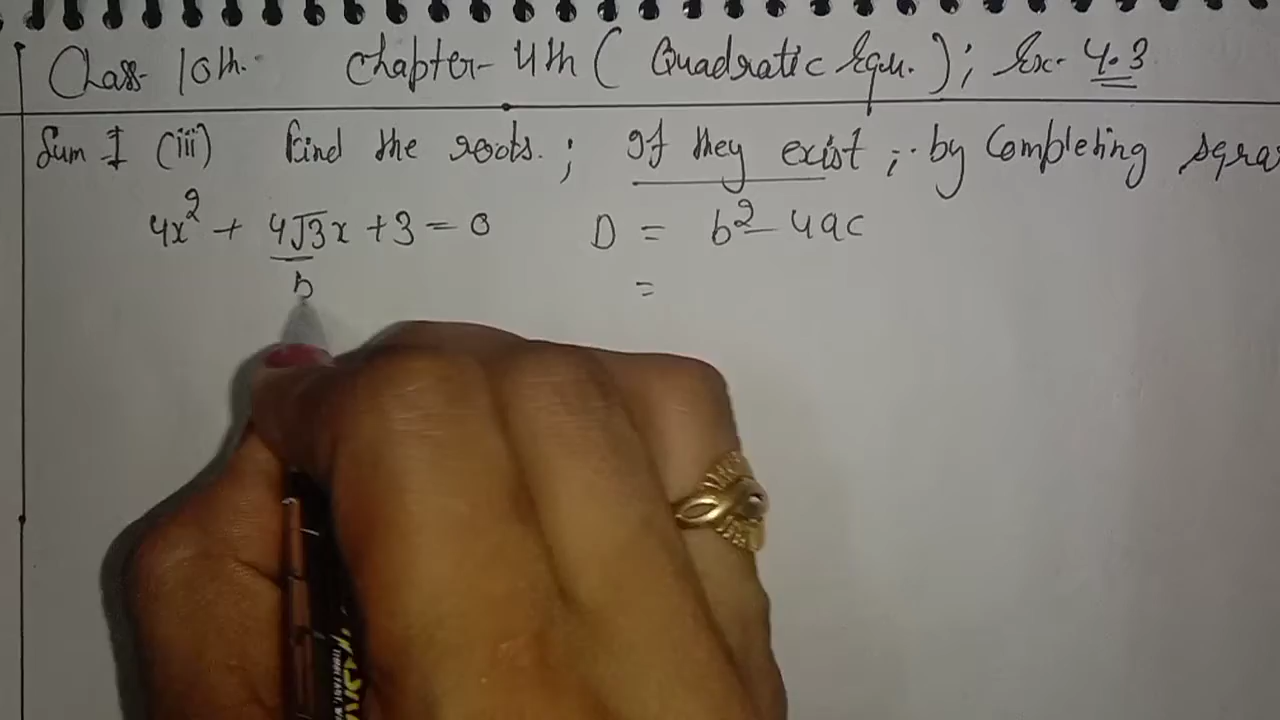 Class- 10th. Chapter- 4th ( Quadratic Equ. ) ; Ex- 4.3
Sum 1 (iii) Find the roots. ; If they exist ; by Completing sqra
4x² + 4√3x + 3 = 0 D = b² - 4ac
b =